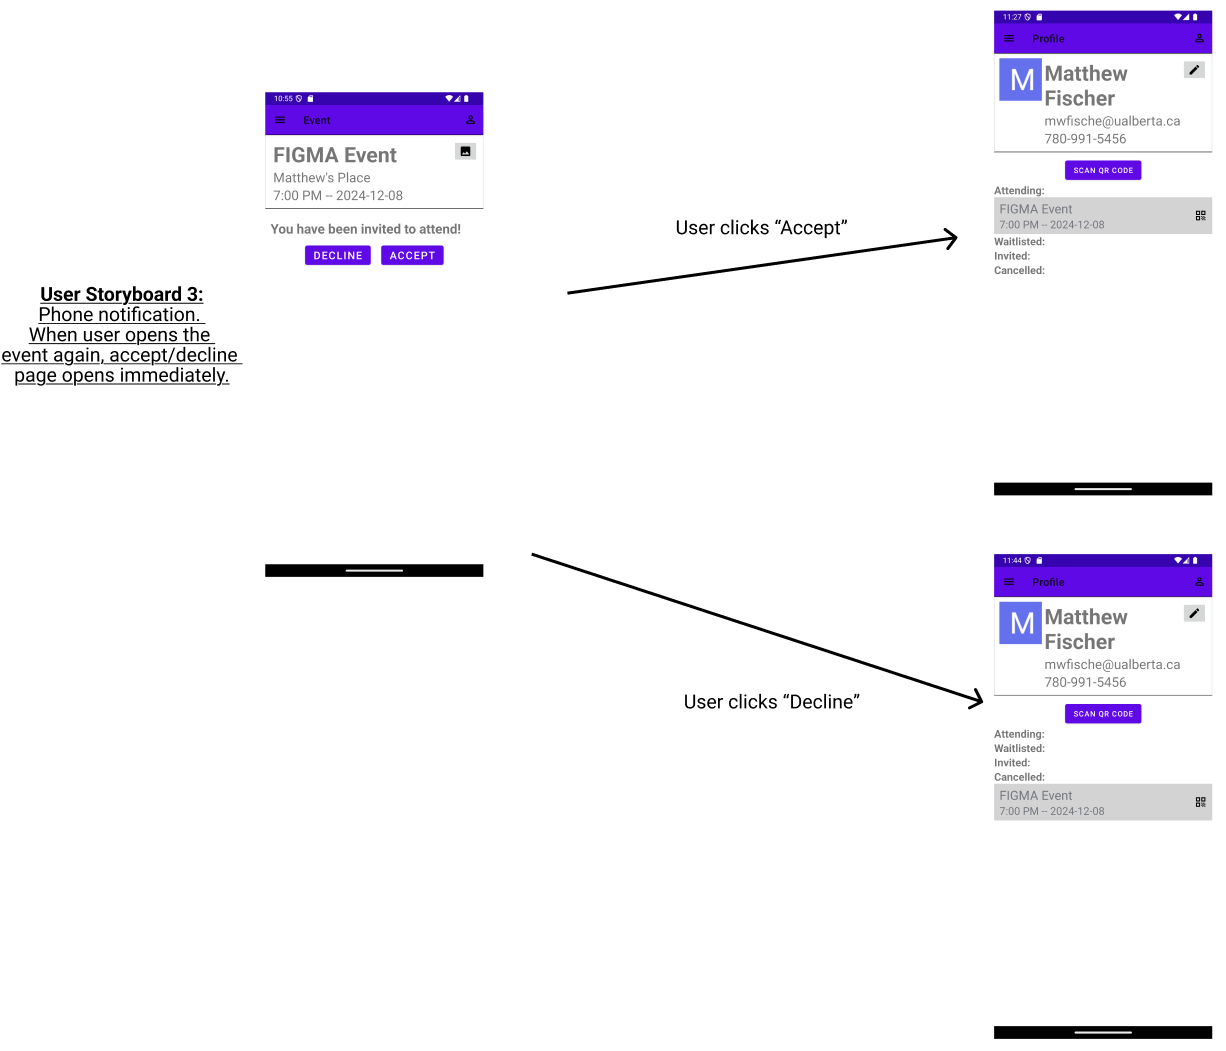 User Storyboard 3:
Phone notification.
When user opens the
event again, accept/decline
page opens immediately.
10:55
Event
FIGMA Event
Matthew's Place
7:00 PM -- 2024-12-08
You have been invited to attend!
DECLINE ACCEPT
User clicks “Accept”
11:27
Profile
M
Matthew
Fischer
mwfische@ualberta.ca
780-991-5456
SCAN QR CODE
Attending:
FIGMA Event
7:00 PM -- 2024-12-08
Waitlisted:
Invited:
Cancelled:
User clicks “Decline”
11:44
Profile
M
Matthew
Fischer
mwfische@ualberta.ca
780-991-5456
SCAN QR CODE
Attending:
Waitlisted:
Invited:
Cancelled:
FIGMA Event
7:00 PM -- 2024-12-08